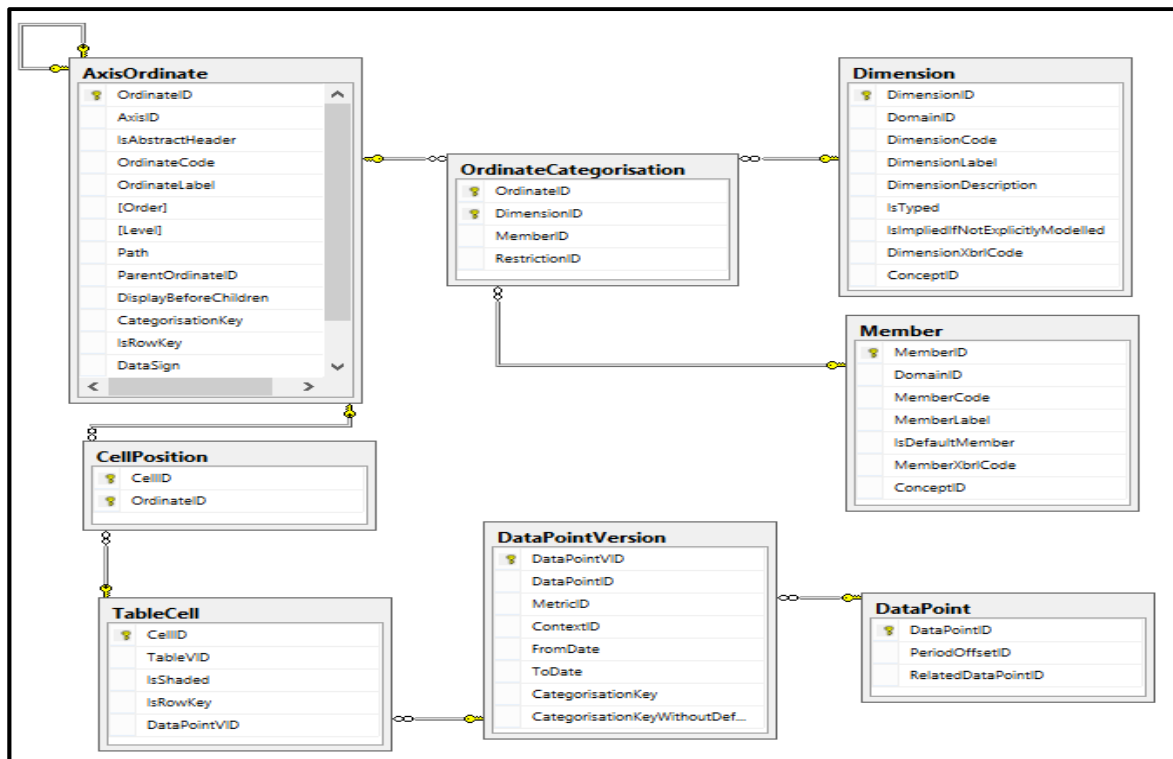 AxisOrdinate
OrdinateID
AxisID
IsAbstractHeader
OrdinateCode
OrdinateLabel
[Order]
[Level]
Path
ParentOrdinateID
DisplayBeforeChildren
CategorisationKey
IsRowKey
DataSign
OrdinateCategorisation
OrdinateID
DimensionID
MemberID
RestrictionID
Dimension
DimensionID
DomainID
DimensionCode
DimensionLabel
DimensionDescription
IsTyped
IsImpliedIfNotExplicitlyModelled
DimensionXbrlCode
ConceptID
Member
MemberID
DomainID
MemberCode
MemberLabel
IsDefaultMember
MemberXbrlCode
ConceptID
CellPosition
CellID
OrdinateID
TableCell
CellID
TableVID
IsShaded
IsRowKey
DataPointVID
DataPointVersion
DataPointVID
DataPointID
MetricID
ContextID
FromDate
ToDate
CategorisationKey
CategorisationKeyWithoutDef...
DataPoint
DataPointID
PeriodOffsetID
RelatedDataPointID